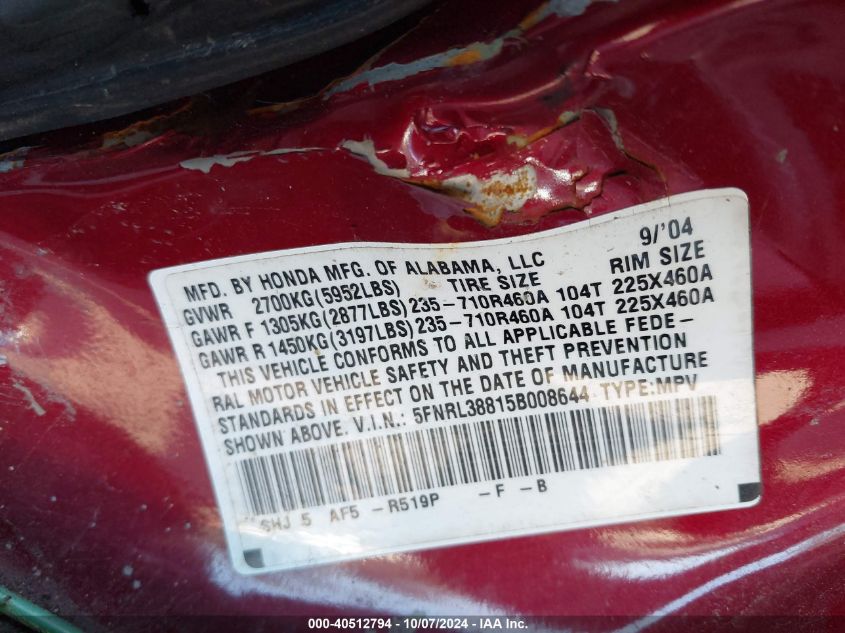 9/'04
MFD. BY HONDA MFG. OF ALABAMA, LLC
GVWR 2700KG(5952LBS) TIRE SIZE RIM SIZE
GAWR F 1305KG(2877LBS)235-710R460A 104T 225X460A
GAWR R 1450KG(3197LBS)235-710R460A 104T 225X460A
THIS VEHICLE CONFORMS TO ALL APPLICABLE FEDE-
RAL MOTOR VEHICLE SAFETY AND THEFT PREVENTION
STANDARDS IN EFFECT ON THE DATE OF MANUFACTURE
SHOWN ABOVE. V.I.N.: 5FNRL38815B008644 TYPE:MPV
SHJ 5 AF5 -R519P -F -B
000-40512794 - 10/07/2024 - IAA Inc.